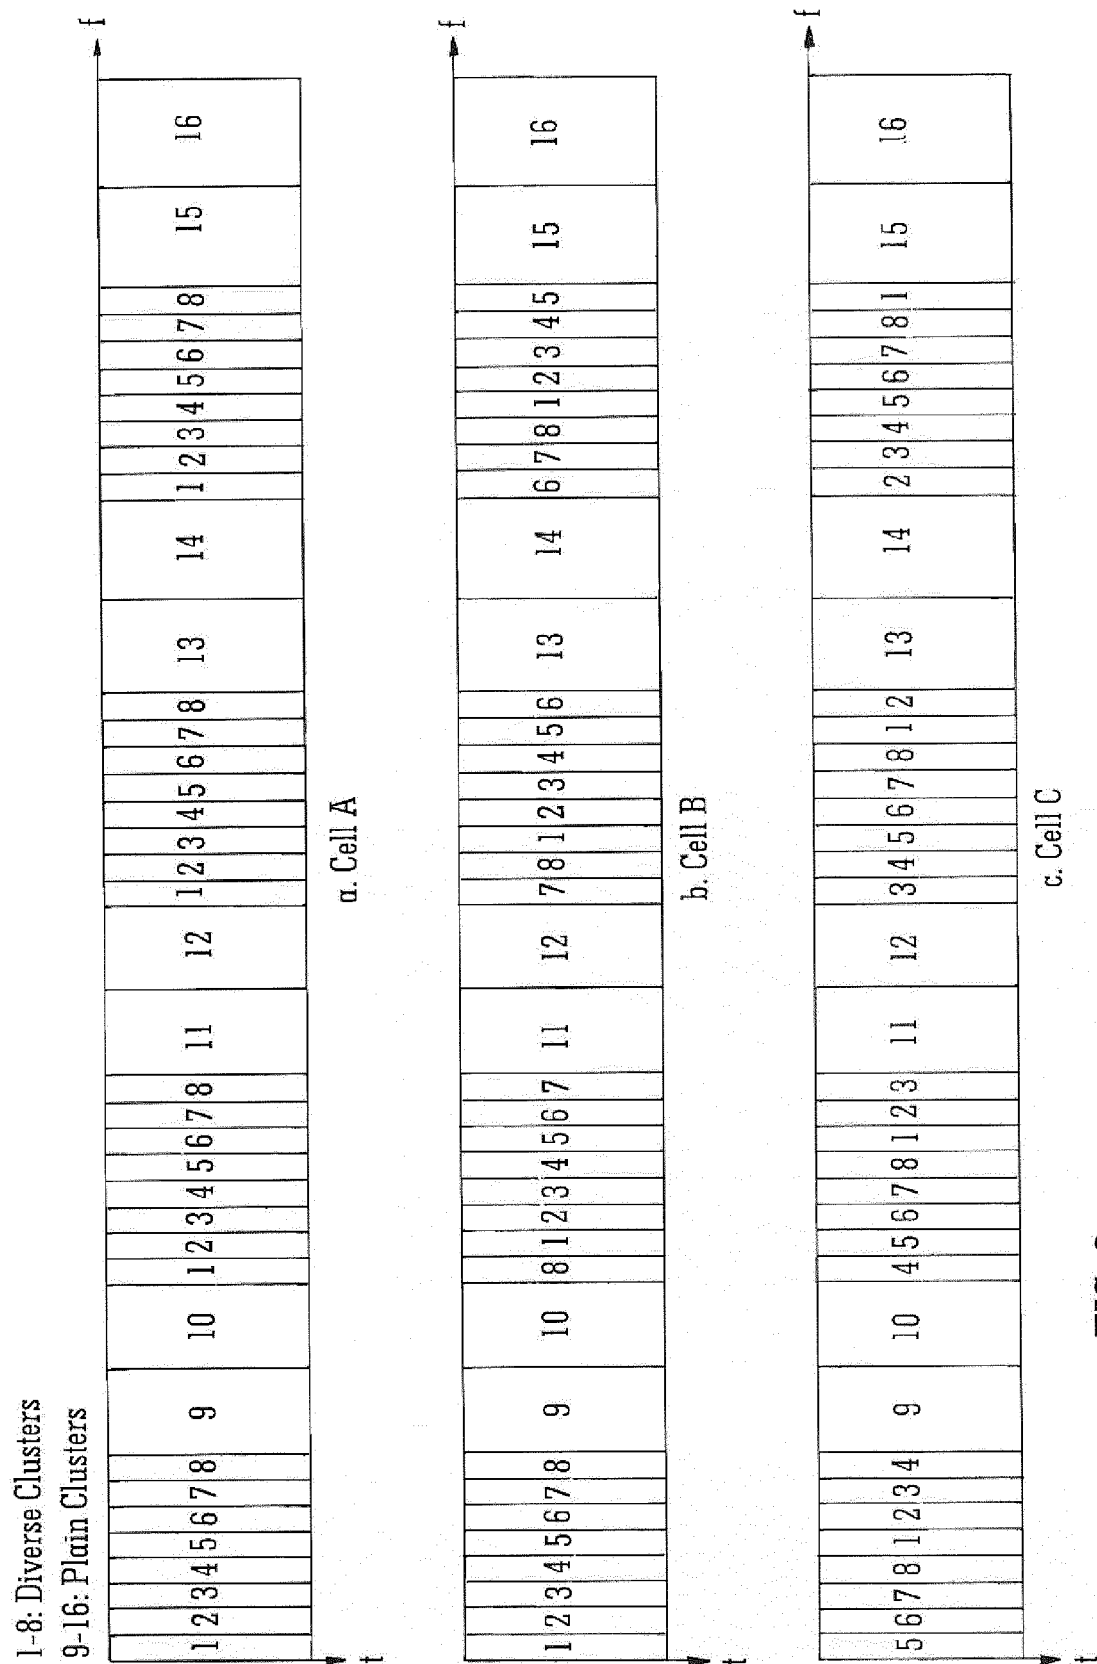 1-8: Diverse Clusters
9-16: Plain Clusters
f
1 2 3 4 5 6 7 8 9 10 1 2 3 4 5 6 7 8 11 12 1 2 3 4 5 6 7 8 13 14 1 2 3 4 5 6 7 8 15 16
t
a. Cell A
f
1 2 3 4 5 6 7 8 9 10 8 1 2 3 4 5 6 7 11 12 7 8 1 2 3 4 5 6 13 14 6 7 8 1 2 3 4 5 15 16
t
b. Cell B
f
5 6 7 8 1 2 3 4 9 10 4 5 6 7 8 1 2 3 11 12 3 4 5 6 7 8 1 2 13 14 2 3 4 5 6 7 8 1 15 16
t
c. Cell C